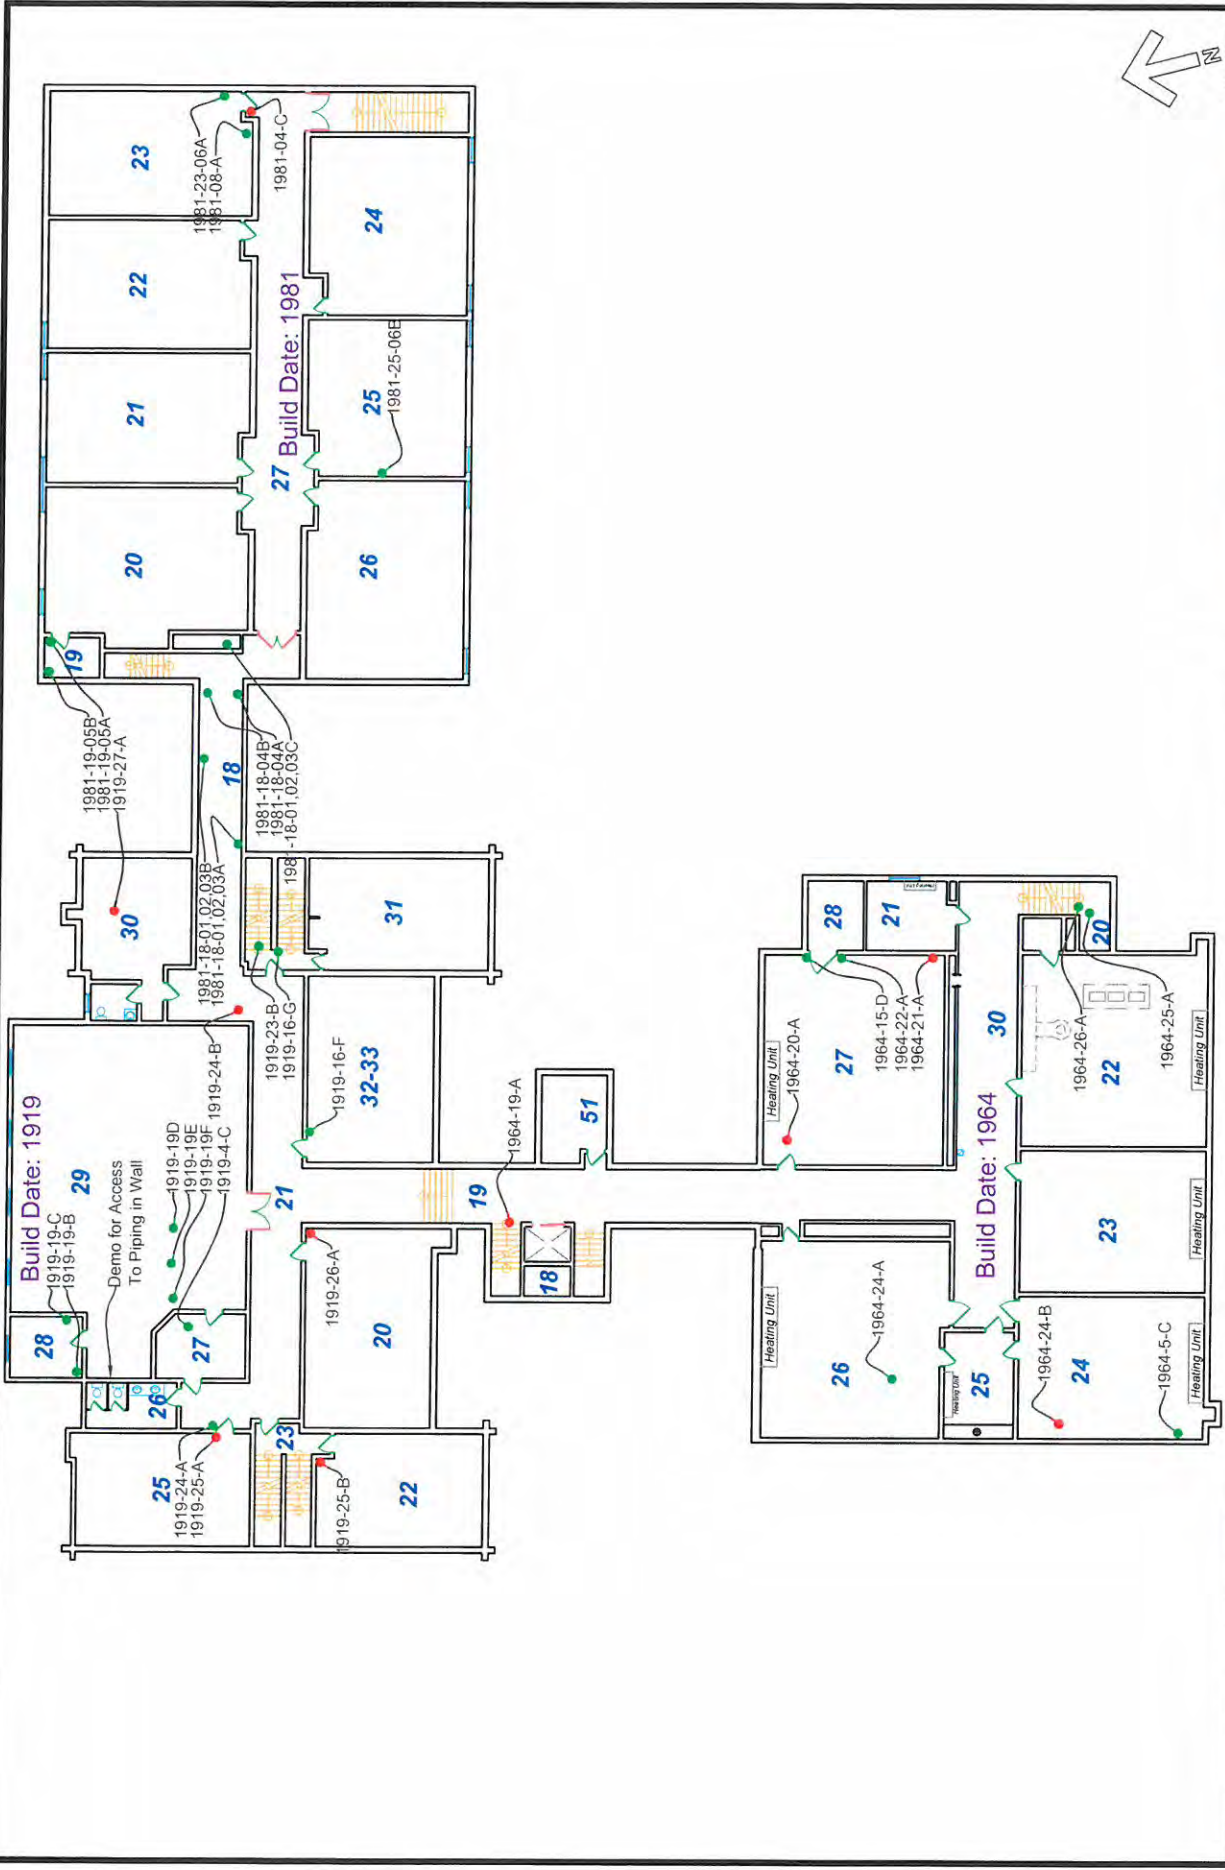 N
23
1981-23-06A
1981-08-A
1981-04-C
22
24
21
Build Date: 1981
25
1981-25-06B
20
27
26
19
1981-19-05B
1981-19-05A
1919-27-A
18
1981-18-04B
1981-18-04A
1981-18-01,02,03C
30
1981-18-01,02,03B
1981-18-01,02,03A
31
1919-24-B
1919-23-B
1919-16-G
Build Date: 1919
29
1919-19-C
1919-19-B
Demo for Access
To Piping in Wall
1919-19D
1919-19E
1919-19F
1919-4-C
1919-16-F
32-33
21
28
27
26
1919-26-A
20
25
1919-24-A
1919-25-A
23
1919-25-B
22
19
1964-19-A
51
18
28
21
Heating Unit
20
Heating Unit
1964-20-A
27
1964-15-D
1964-22-A
1964-21-A
30
1964-26-A
22
1964-25-A
Heating Unit
Build Date: 1964
23
Heating Unit
Heating Unit
26
1964-24-A
Heating Unit
25
1964-24-B
24
1964-5-C
Heating Unit